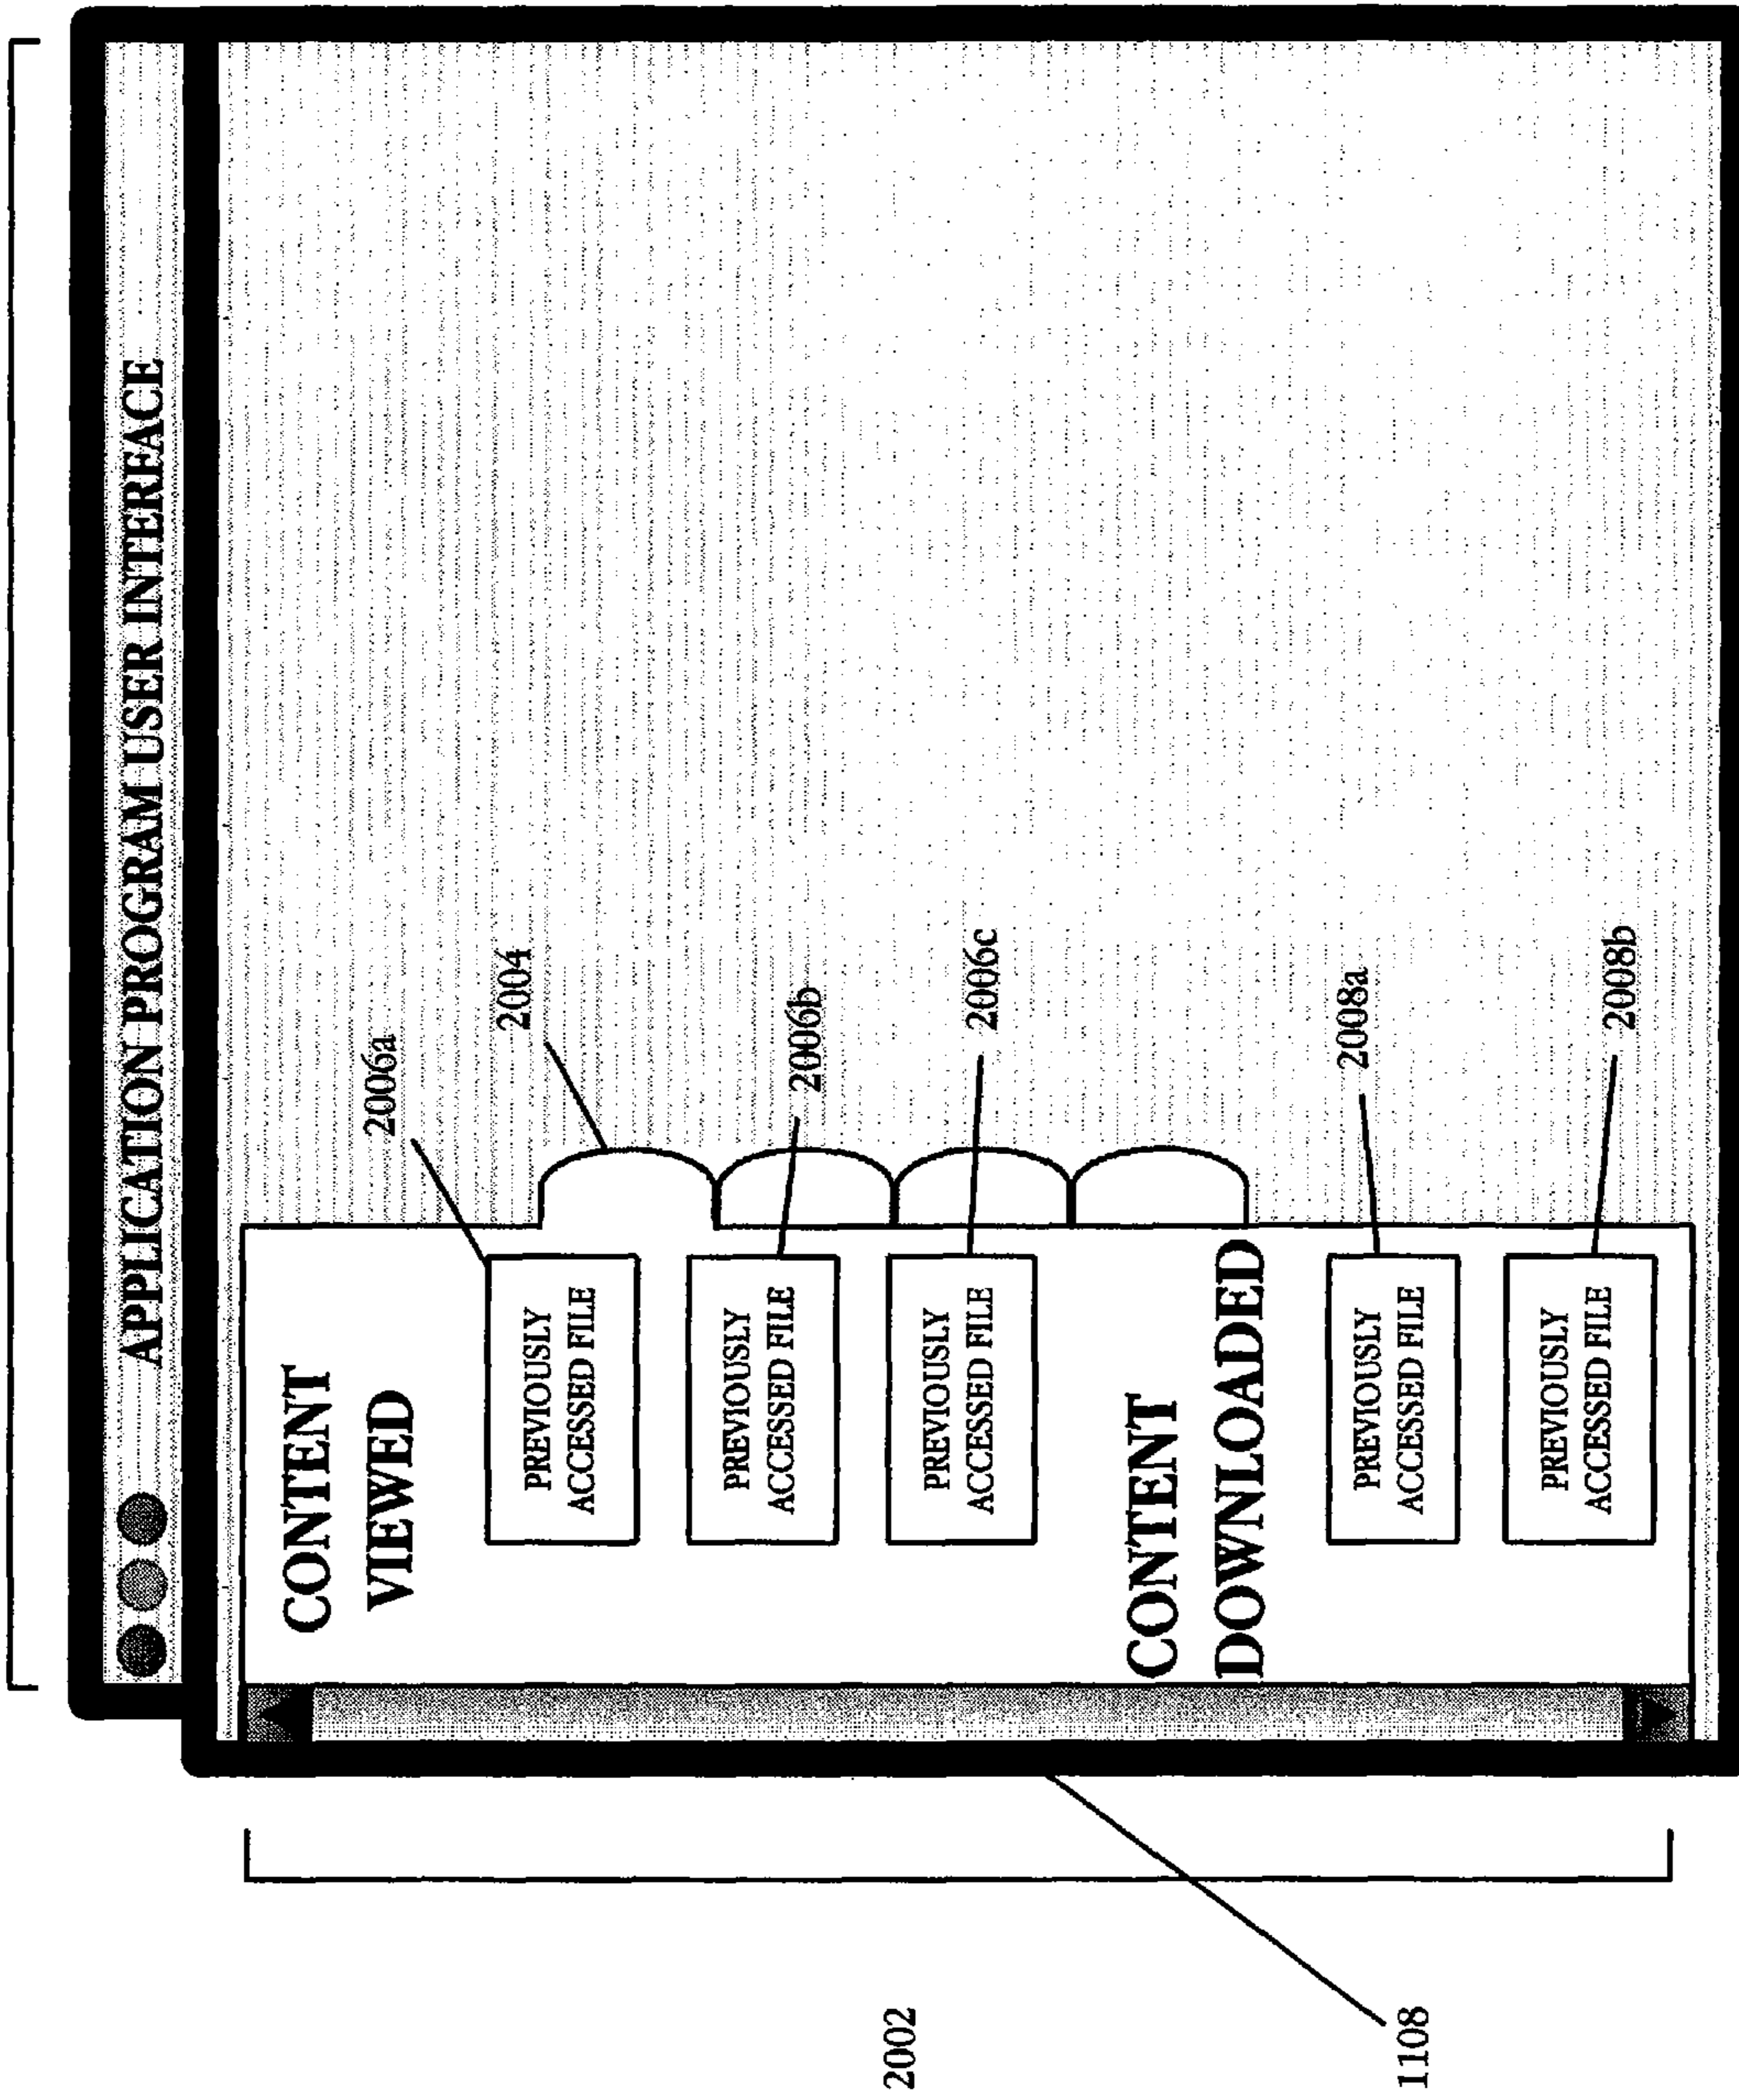 APPLICATION PROGRAM USER INTERFACE
CONTENT
VIEWED
2006a
PREVIOUSLY
ACCESSED FILE
2004
PREVIOUSLY
ACCESSED FILE
2006b
PREVIOUSLY
ACCESSED FILE
2006c
2002
CONTENT
DOWNLOADED
PREVIOUSLY
ACCESSED FILE
2008a
1108
PREVIOUSLY
ACCESSED FILE
2008b